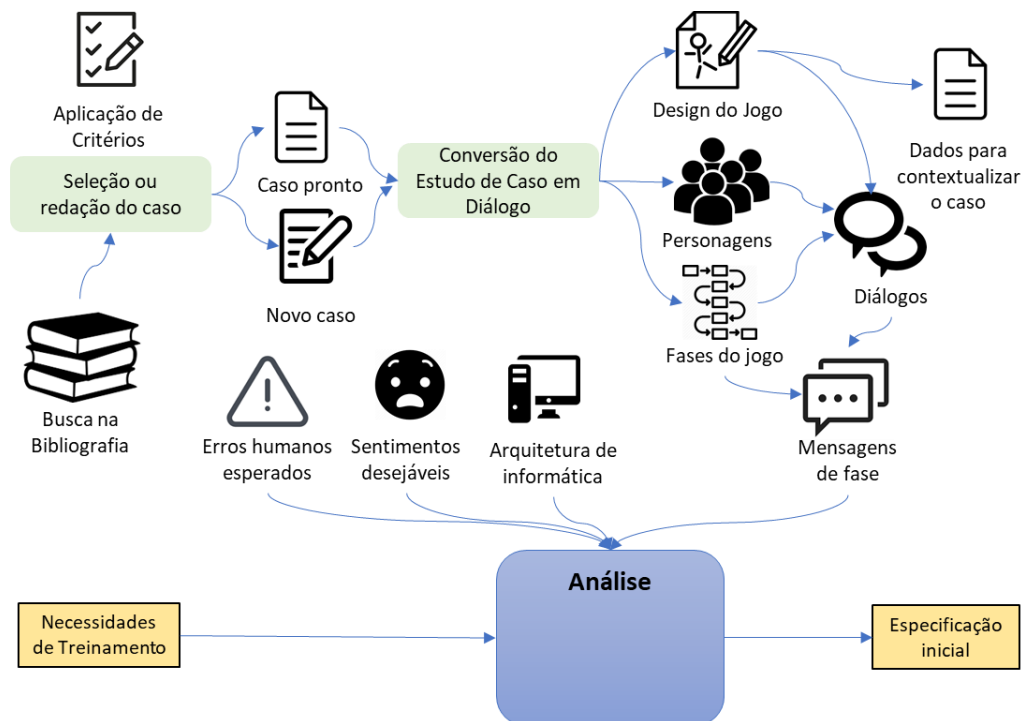 Aplicação de
Critérios
Seleção ou
redação do caso
Busca na
Bibliografia
Caso pronto
Novo caso
Conversão do
Estudo de Caso em
Diálogo
Design do Jogo
Personagens
Fases do jogo
Dados para
contextualizar
o caso
Diálogos
Mensagens
de fase
Erros humanos
esperados
Sentimentos
desejáveis
Arquitetura de
informática
Análise
Necessidades
de Treinamento
Especificação
inicial